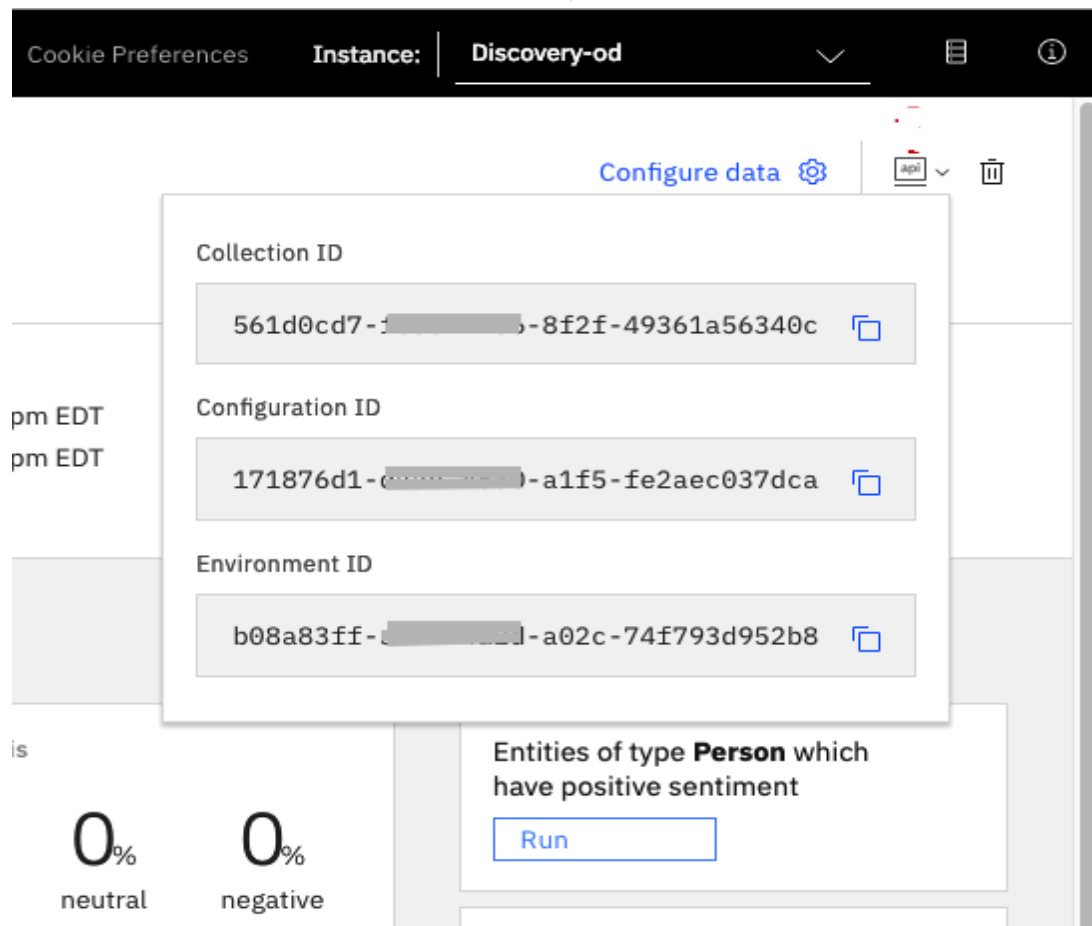 Cookie Preferences Instance: Discovery-od
Configure data api
Collection ID
561d0cd7- -8f2f-49361a56340c
Configuration ID
pm EDT
pm EDT
171876d1- -a1f5-fe2aec037dca
Environment ID
b08a83ff- -a02c-74f793d952b8
is
0%
neutral
0%
negative
Entities of type Person which
have positive sentiment
Run